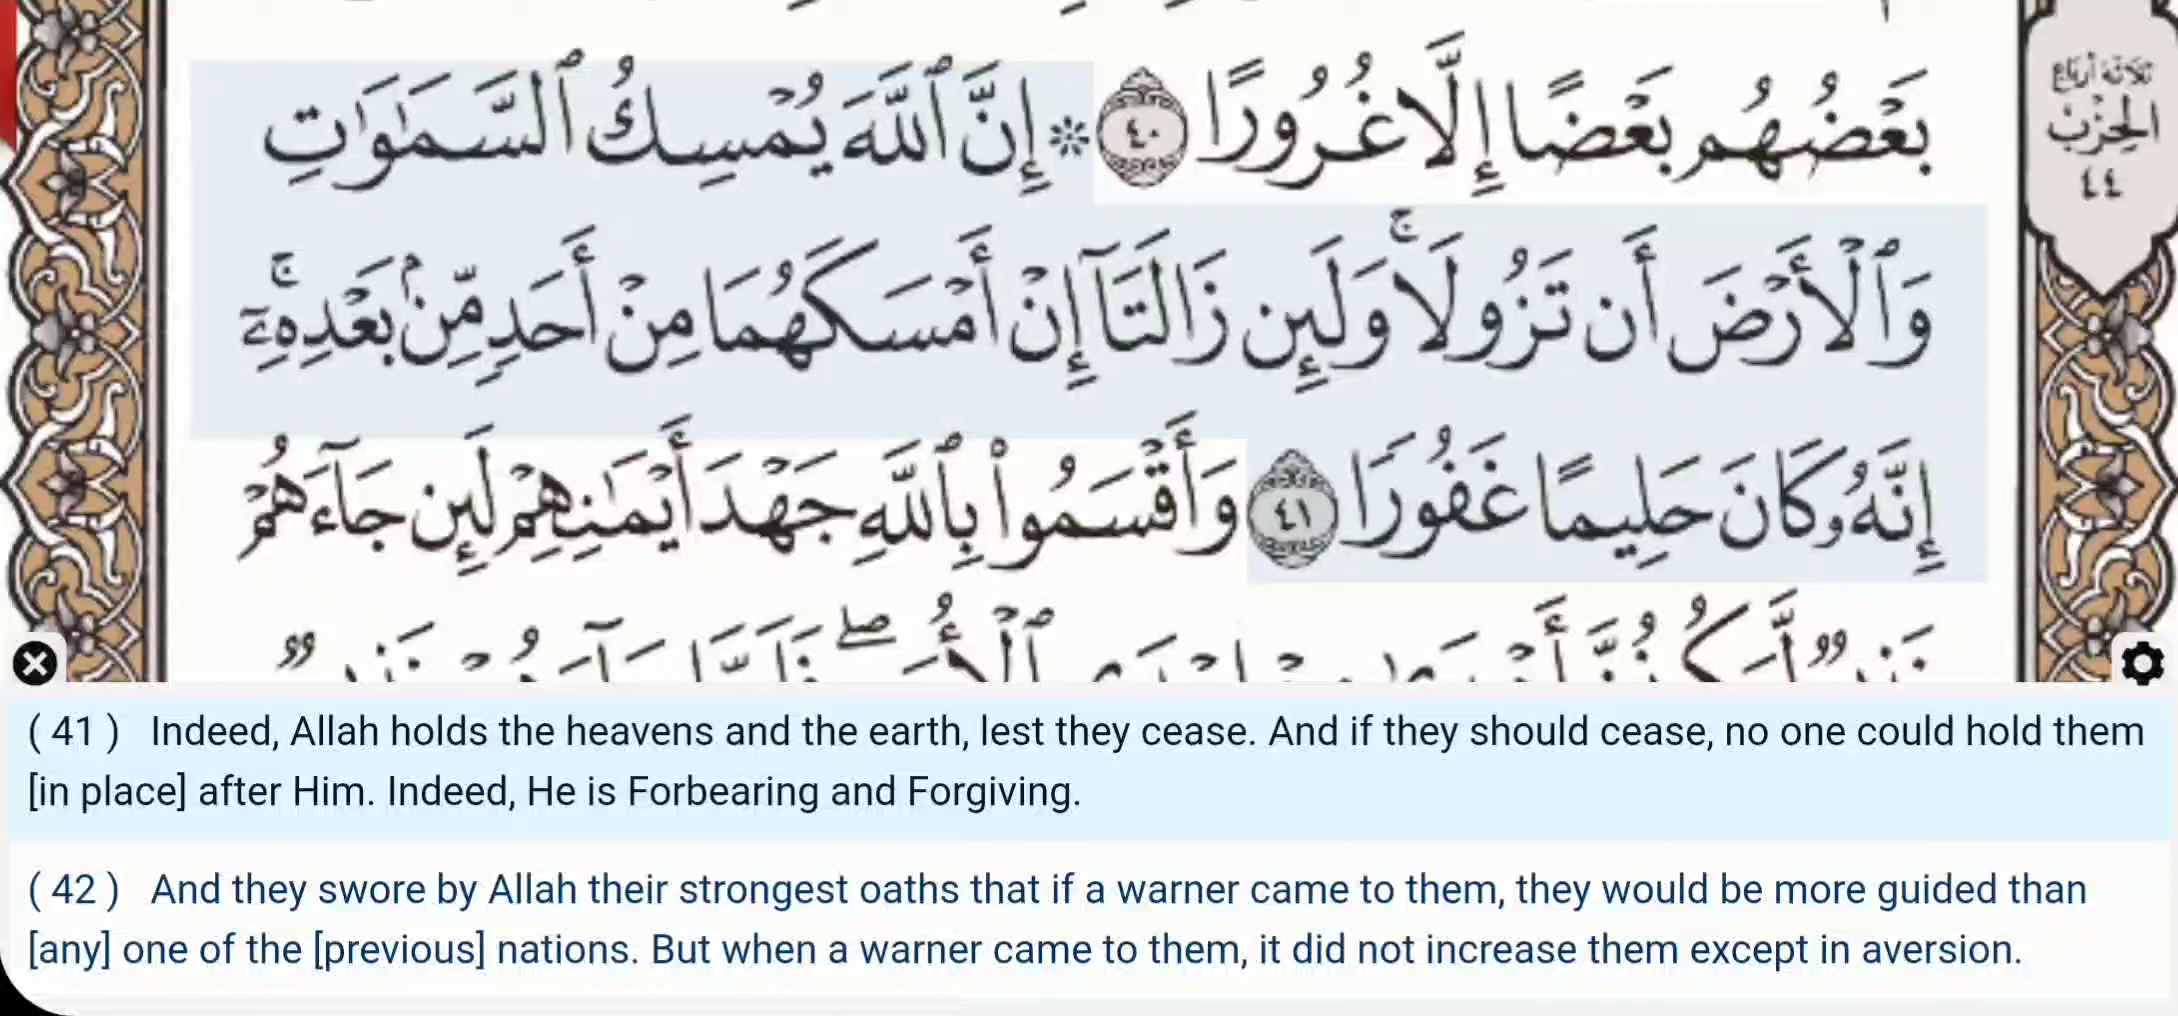 بَعْضُهُم بَعْضًا إِلَّا غُرُورًا ٤٠ ۞ إِنَّ ٱللَّهَ يُمْسِكُ ٱلسَّمَـٰوَٰتِ
ثلاثة أرباع
الحزب
٤٤
وَٱلْأَرْضَ أَن تَزُولَا ۚ وَلَئِن زَالَتَآ إِنْ أَمْسَكَهُمَا مِنْ أَحَدٍ مِّنۢ بَعْدِهِۦٓ ۚ
إِنَّهُۥ كَانَ حَلِيمًا غَفُورًا ٤١ وَأَقْسَمُوا۟ بِٱللَّهِ جَهْدَ أَيْمَـٰنِهِمْ لَئِن جَآءَهُمْ
( 41 ) Indeed, Allah holds the heavens and the earth, lest they cease. And if they should cease, no one could hold them
[in place] after Him. Indeed, He is Forbearing and Forgiving.
( 42 ) And they swore by Allah their strongest oaths that if a warner came to them, they would be more guided than
[any] one of the [previous] nations. But when a warner came to them, it did not increase them except in aversion.